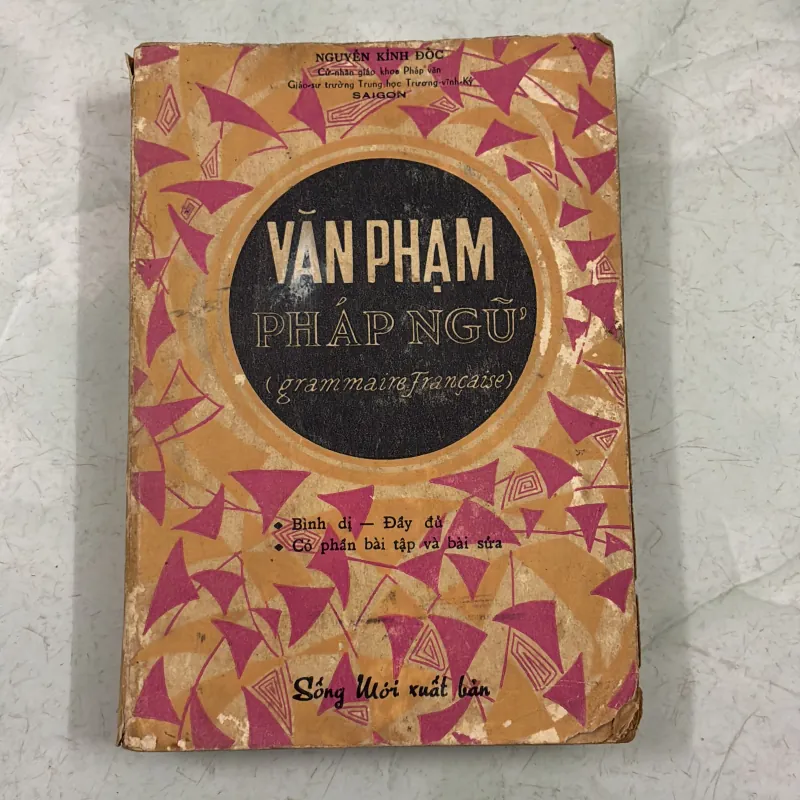 NGUYỄN KỈNH ĐỐC
Cử-nhân giáo khoa Pháp văn
Giáo-sư trường Trung học Trương-vĩnh-Ký
SAIGON
VĂN PHẠM
PHÁP NGỮ
(grammaire Française)
◆ Bình dị — Đầy đủ
◆ Có phần bài tập và bài sửa
Sống Mới xuất bản